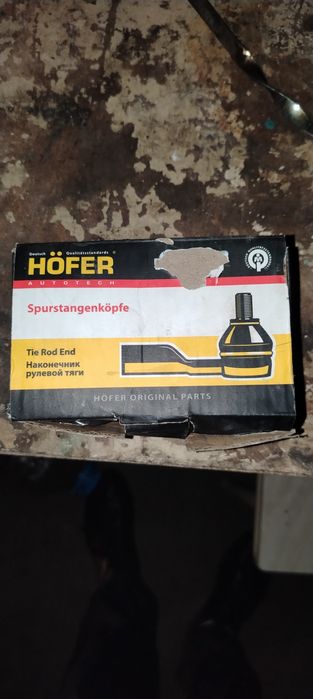 Deutsch Qualitätsstandards ®
HÖFER
AUTOTECH
Spurstangenköpfe
Tie Rod End
Наконечник
рулевой тяги
HÖFER ORIGINAL PARTS